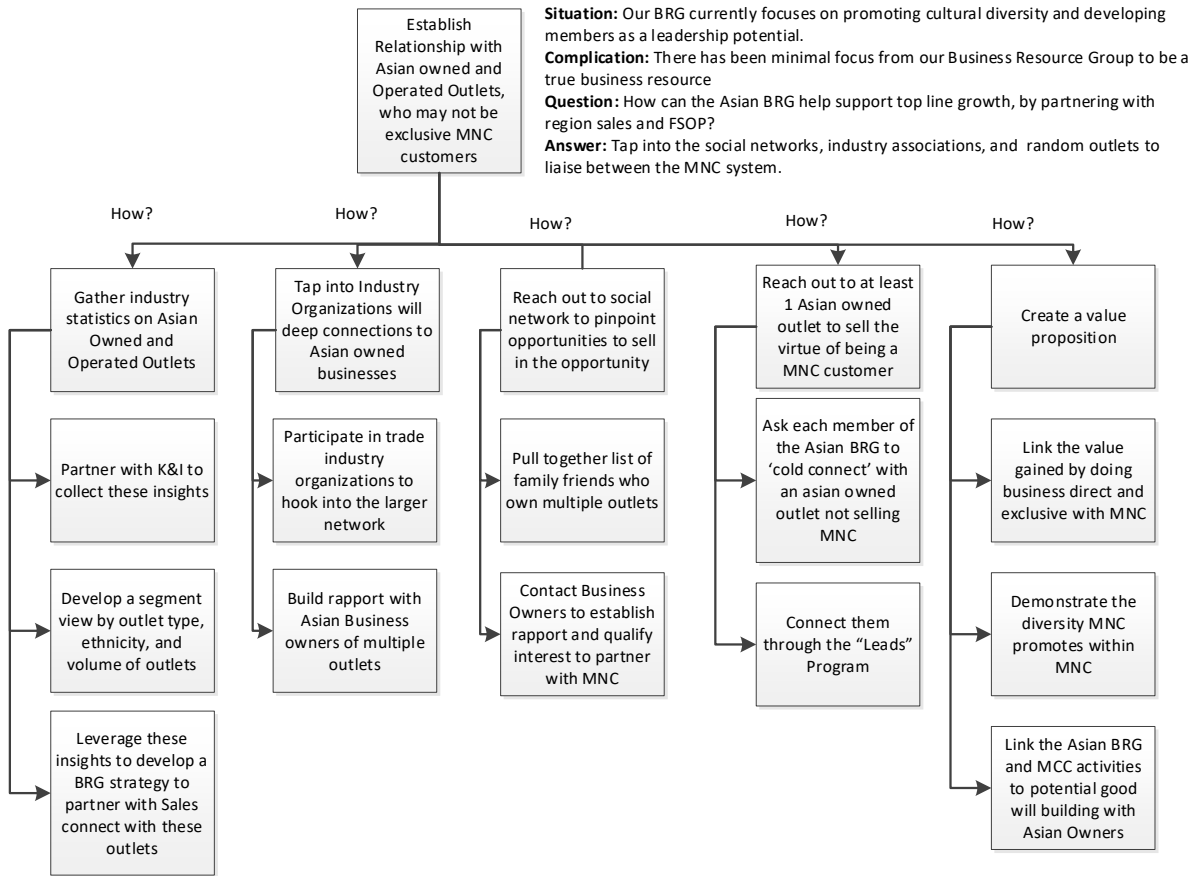 Establish
Relationship with
Asian owned and
Operated Outlets,
who may not be
exclusive MNC
customers
Situation: Our BRG currently focuses on promoting cultural diversity and developing
members as a leadership potential.
Complication: There has been minimal focus from our Business Resource Group to be a
true business resource
Question: How can the Asian BRG help support top line growth, by partnering with
region sales and FSOP?
Answer: Tap into the social networks, industry associations, and random outlets to
liaise between the MNC system.
How?
How?
How?
How?
How?
Gather industry
statistics on Asian
Owned and
Operated Outlets
Partner with K&I to
collect these insights
Develop a segment
view by outlet type,
ethnicity, and
volume of outlets
Leverage these
insights to develop a
BRG strategy to
partner with Sales
connect with these
outlets
Tap into Industry
Organizations will
deep connections to
Asian owned
businesses
Participate in trade
industry
organizations to
hook into the larger
network
Build rapport with
Asian Business
owners of multiple
outlets
Reach out to social
network to pinpoint
opportunities to sell
in the opportunity
Pull together list of
family friends who
own multiple outlets
Contact Business
Owners to establish
rapport and qualify
interest to partner
with MNC
Reach out to at least
1 Asian owned
outlet to sell the
virtue of being a
MNC customer
Ask each member of
the Asian BRG to
‘cold connect’ with
an asian owned
outlet not selling
MNC
Connect them
through the “Leads”
Program
Create a value
proposition
Link the value
gained by doing
business direct and
exclusive with MNC
Demonstrate the
diversity MNC
promotes within
MNC
Link the Asian BRG
and MCC activities
to potential good
will building with
Asian Owners